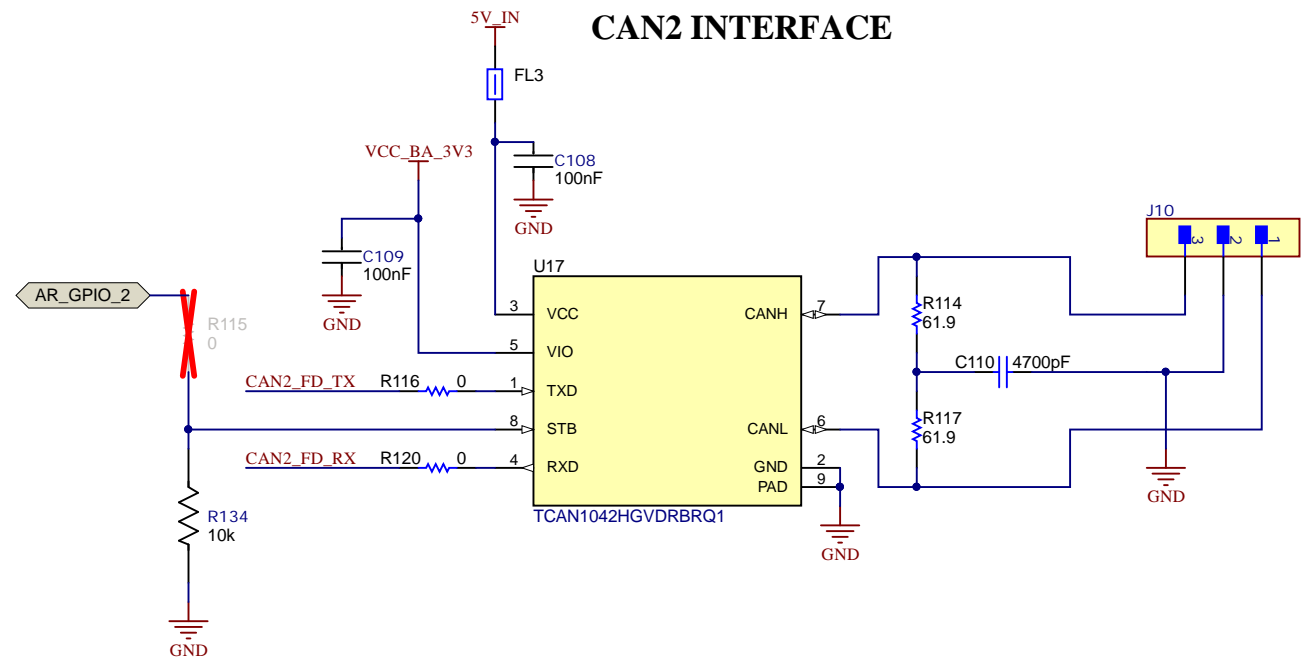 CAN2 INTERFACE
5V_IN
FL3
VCC_BA_3V3
C108
100nF
GND
C109
100nF
GND
J10
3
2
1
AR_GPIO_2
R115
0
U17
3
VCC
CANH
7
5
VIO
R114
61.9
C110
4700pF
CAN2_FD_TX
R116
0
1
TXD
8
STB
CANL
6
R117
61.9
CAN2_FD_RX
R120
0
4
RXD
GND
2
PAD
9
GND
TCAN1042HGVDRBRQ1
GND
R134
10k
GND